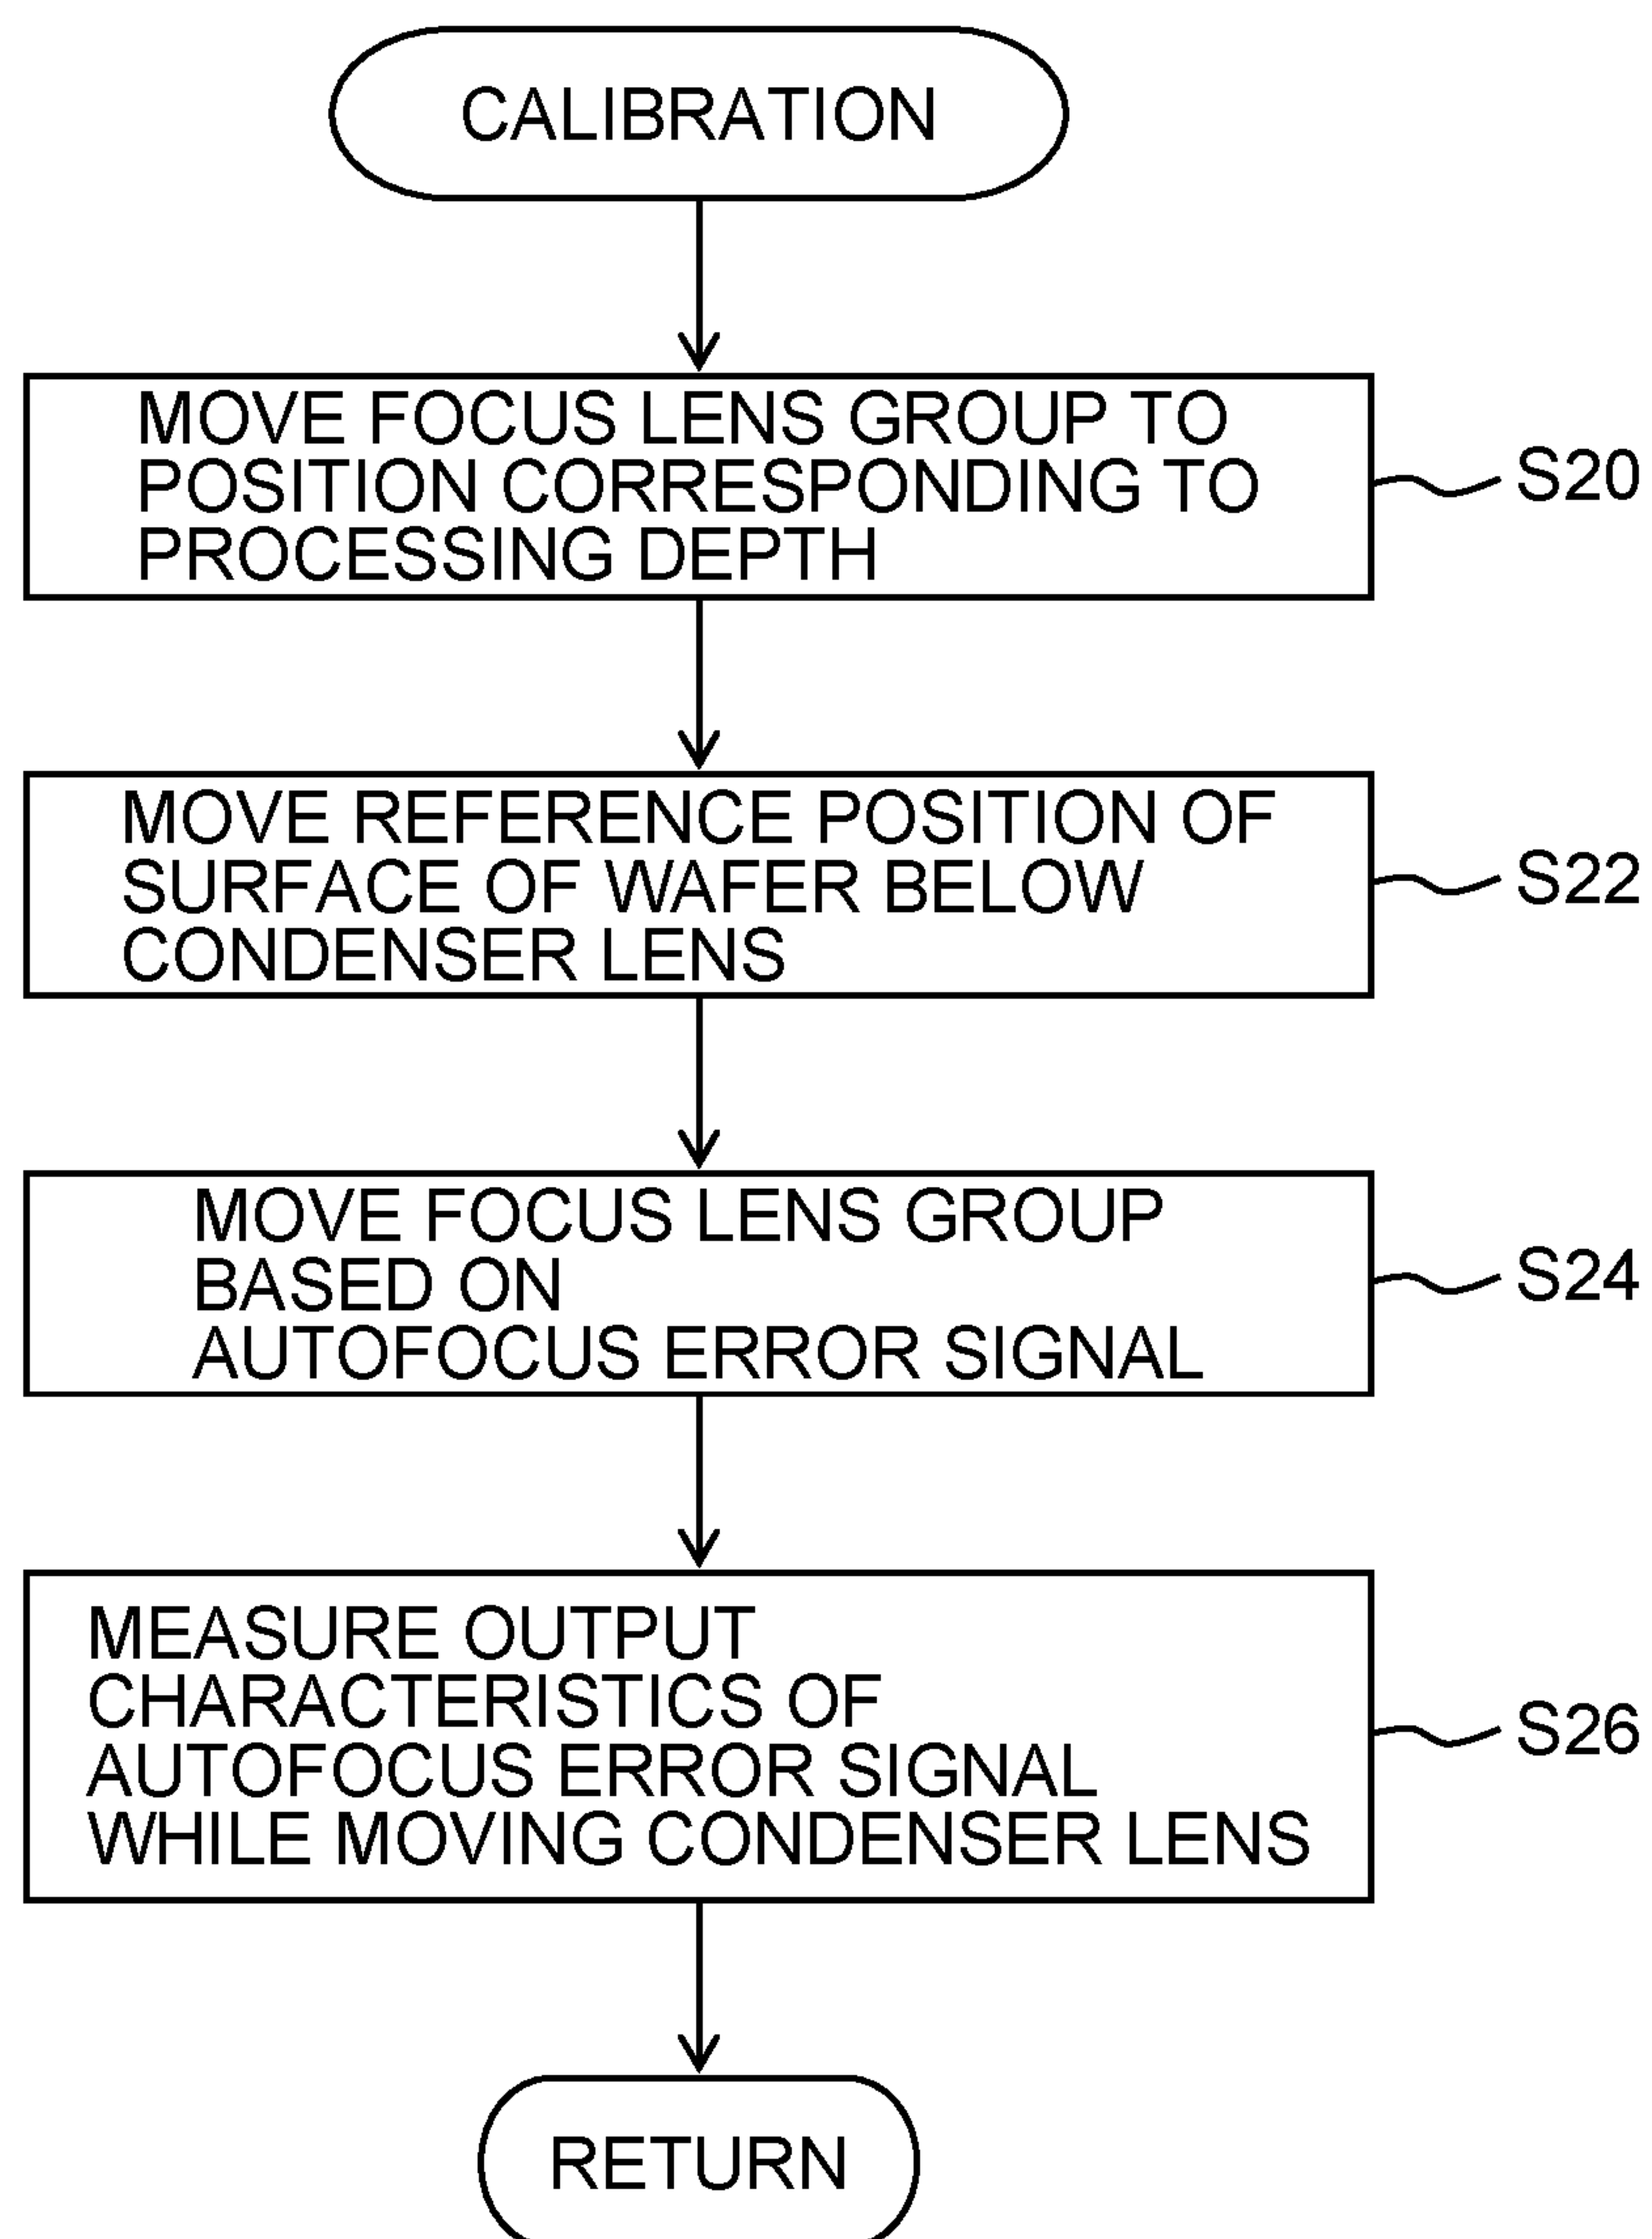 CALIBRATION
MOVE FOCUS LENS GROUP TO
POSITION CORRESPONDING TO
PROCESSING DEPTH
S20
MOVE REFERENCE POSITION OF
SURFACE OF WAFER BELOW
CONDENSER LENS
S22
MOVE FOCUS LENS GROUP
BASED ON
AUTOFOCUS ERROR SIGNAL
S24
MEASURE OUTPUT
CHARACTERISTICS OF
AUTOFOCUS ERROR SIGNAL
WHILE MOVING CONDENSER LENS
S26
RETURN